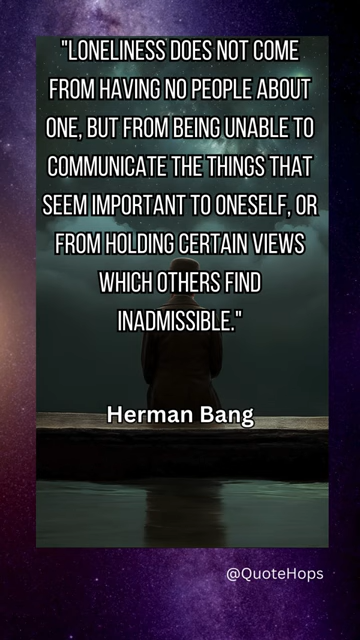 "LONELINESS DOES NOT COME
FROM HAVING NO PEOPLE ABOUT
ONE, BUT FROM BEING UNABLE TO
COMMUNICATE THE THINGS THAT
SEEM IMPORTANT TO ONESELF, OR
FROM HOLDING CERTAIN VIEWS
WHICH OTHERS FIND
INADMISSIBLE."
Herman Bang
@QuoteHops